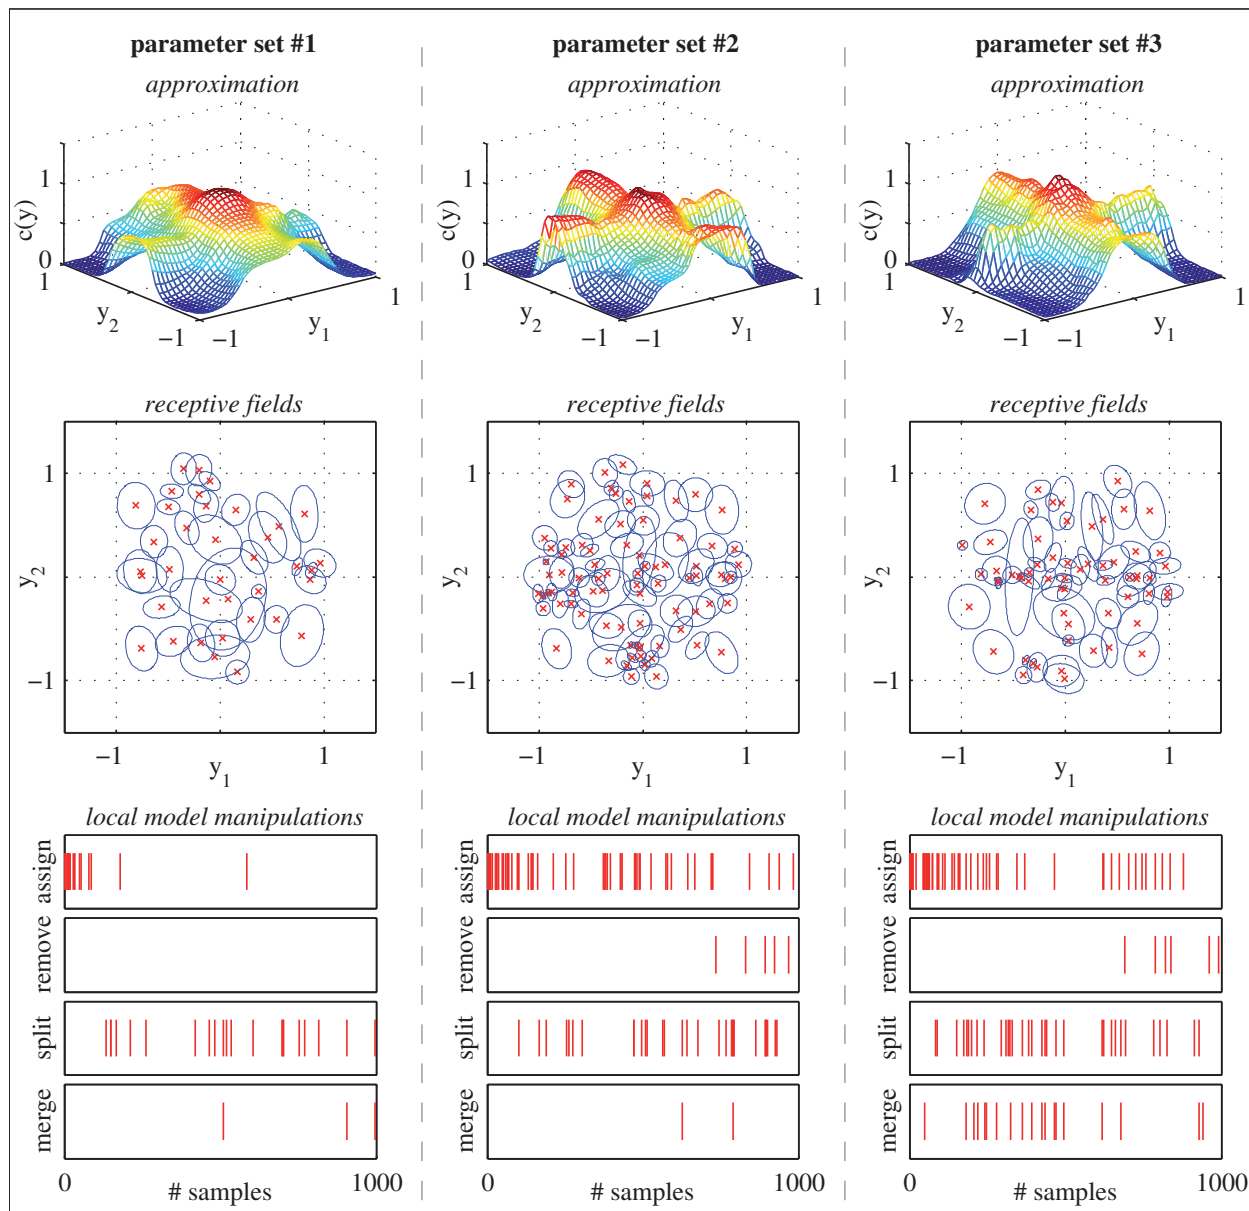 parameter set #1
parameter set #2
parameter set #3
approximation
approximation
approximation
1
0
c(y)
1
y2
−1
−1
y1
1
1
0
c(y)
1
y2
−1
−1
y1
1
1
0
c(y)
1
y2
−1
−1
y1
1
receptive fields
receptive fields
receptive fields
1
y2
−1
−1
y1
1
1
−1
−1
y1
1
1
y2
−1
−1
y1
1
y2
local model manipulations
local model manipulations
local model manipulations
assign
assign
assign
remove
remove
remove
split
split
split
merge
merge
merge
0
# samples
1000
0
# samples
1000
0
# samples
1000